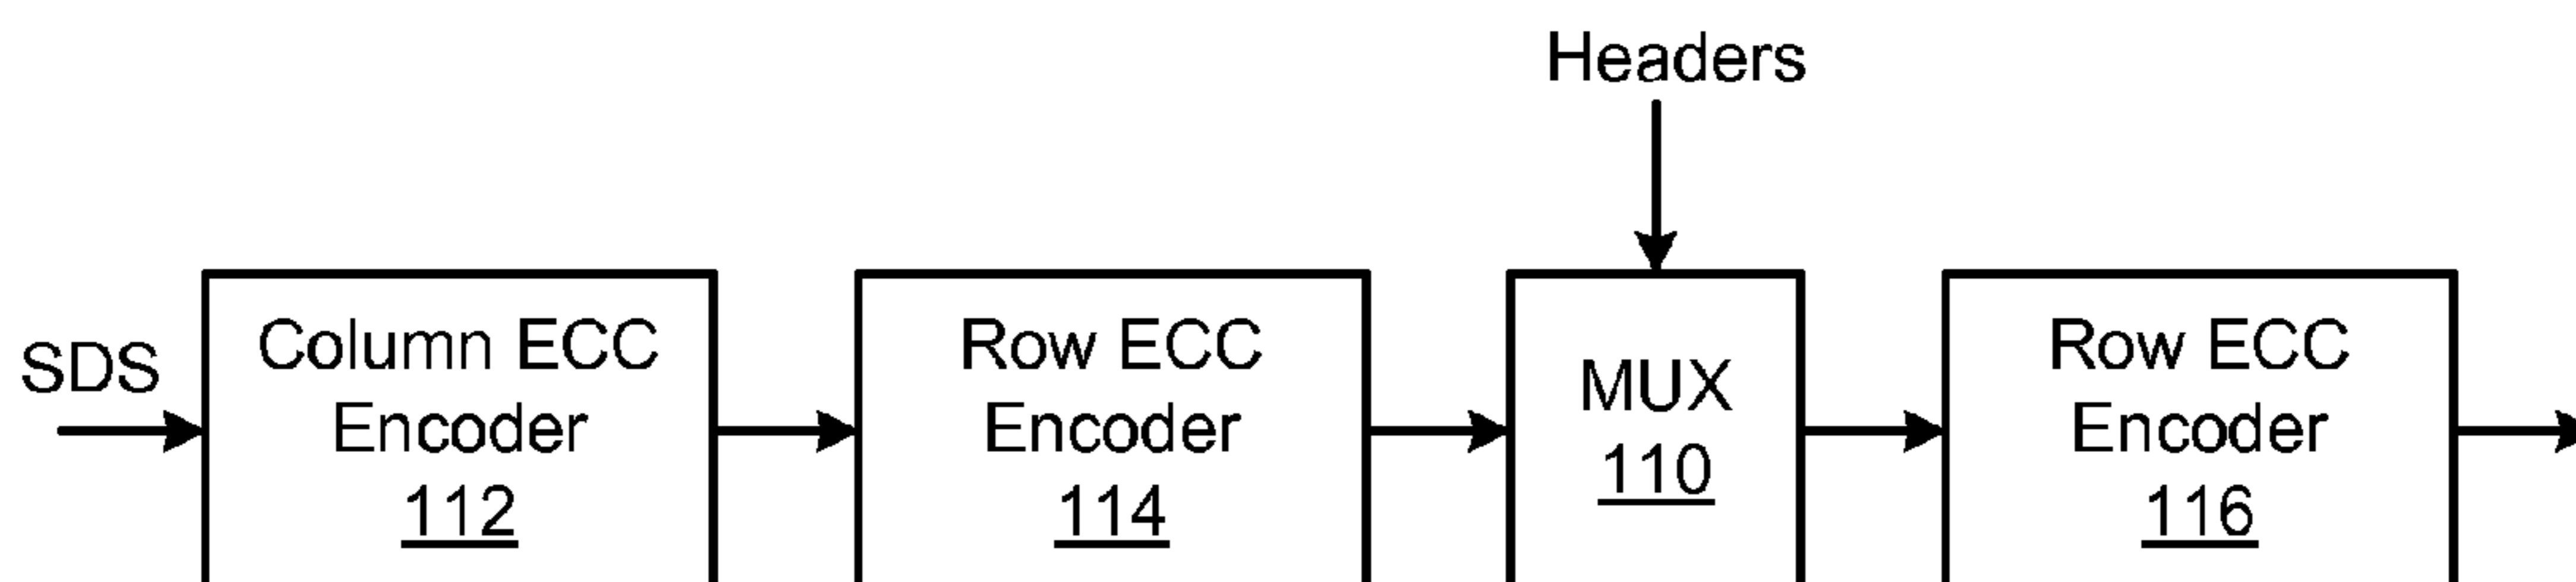 Headers
SDS
Column ECC
Encoder
112
Row ECC
Encoder
114
MUX
110
Row ECC
Encoder
116